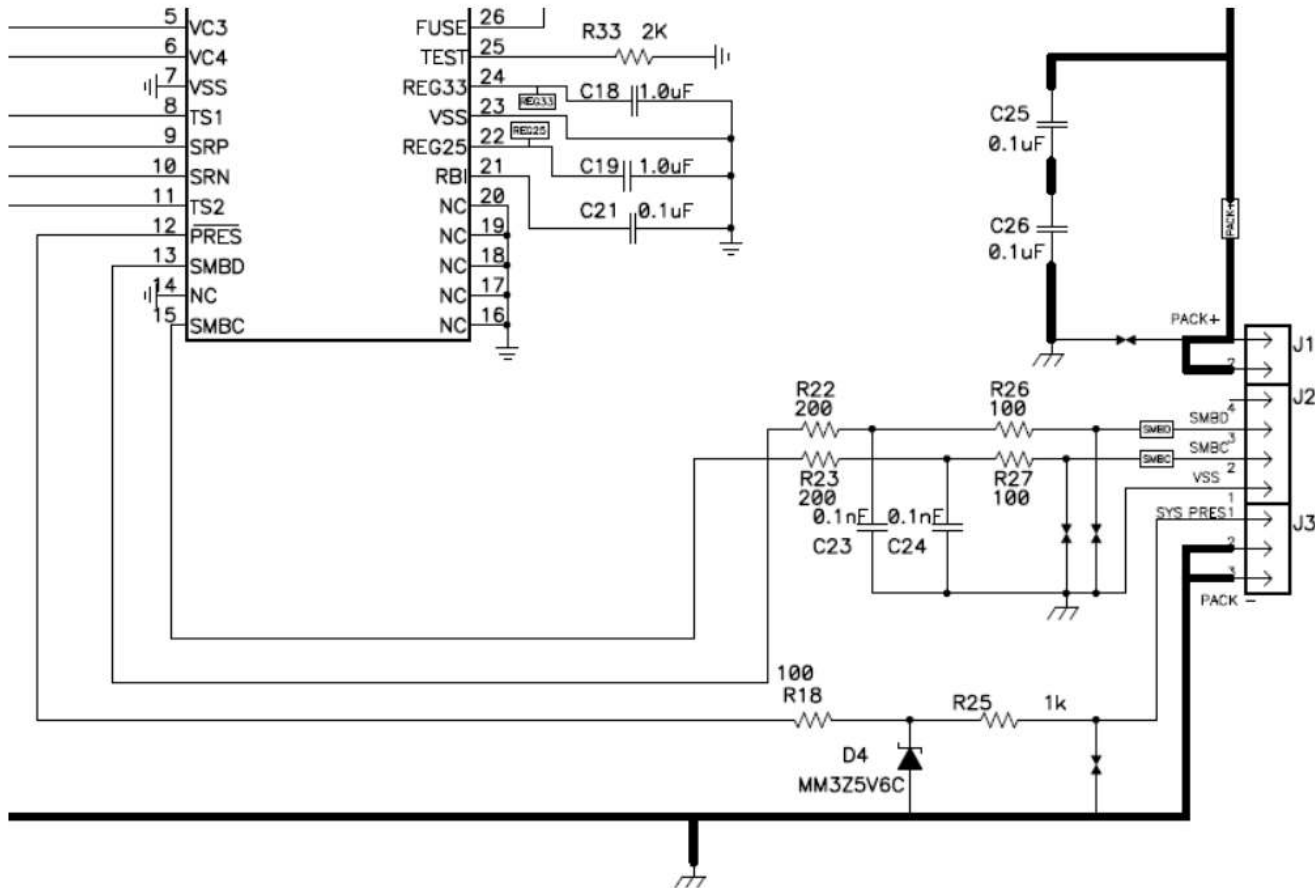 5 VC3
6 VC4
7 VSS
8 TS1
9 SRP
10 SRN
11 TS2
12 PRES
13 SMBD
14 NC
15 SMBC
FUSE 26
TEST 25
REG33 24
VSS 23
REG25 22
RBI 21
NC 20
NC 19
NC 18
NC 17
NC 16
R33 2K
REG33
C18 1.0uF
REG25
C19 1.0uF
C21 0.1uF
C25
0.1uF
C26
0.1uF
PACK+
PACK+
J1
2
J2
R22
200
R26
100
SMBD
SMBD
4
SMBC
SMBC
3
R23
200
R27
100
VSS
2
1
0.1nF
C23
0.1nF
C24
SYS PRES1
J3
2
3
PACK -
100
R18
R25 1k
D4
MM3Z5V6C